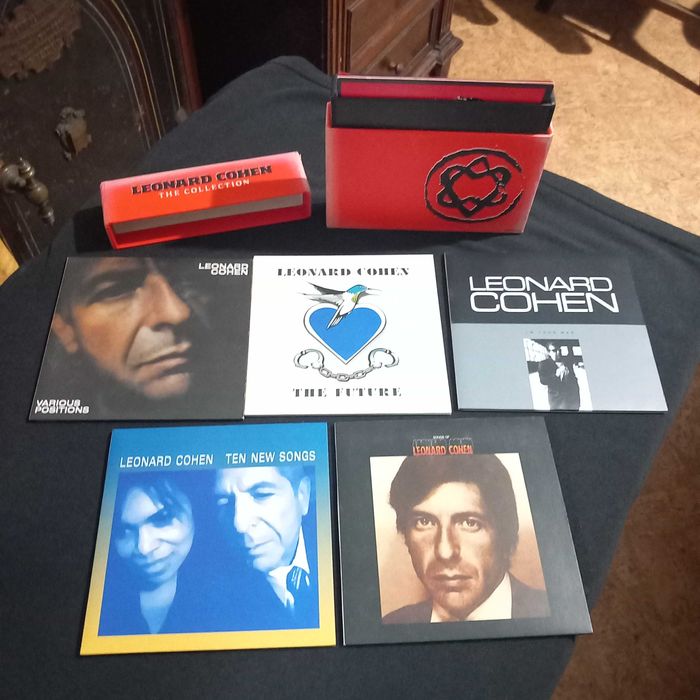 LEONARD COHEN
THE COLLECTION
LEONARD
COHEN
VARIOUS
POSITIONS
LEONARD COHEN
THE FUTURE
LEONARD
COHEN
I'M YOUR MAN
LEONARD COHEN TEN NEW SONGS
SONGS OF
LEONARD COHEN